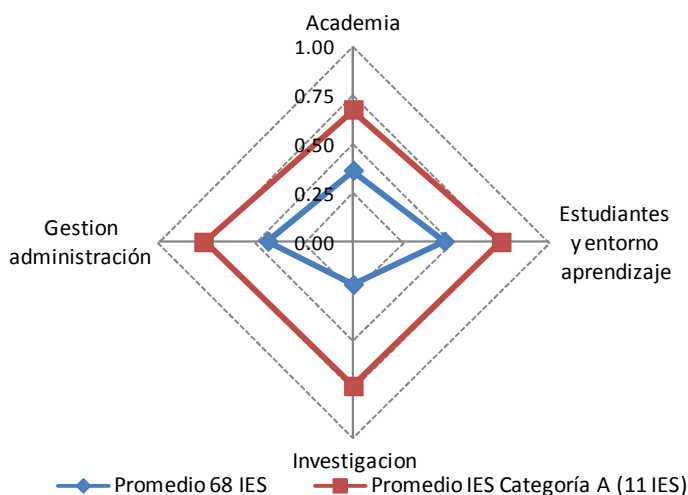 Academia
1.00
0.75
0.50
0.25
0.00
Gestion
administración
Estudiantes
y entorno
aprendizaje
Investigacion
Promedio 68 IES
Promedio IES Categoría A (11 IES)